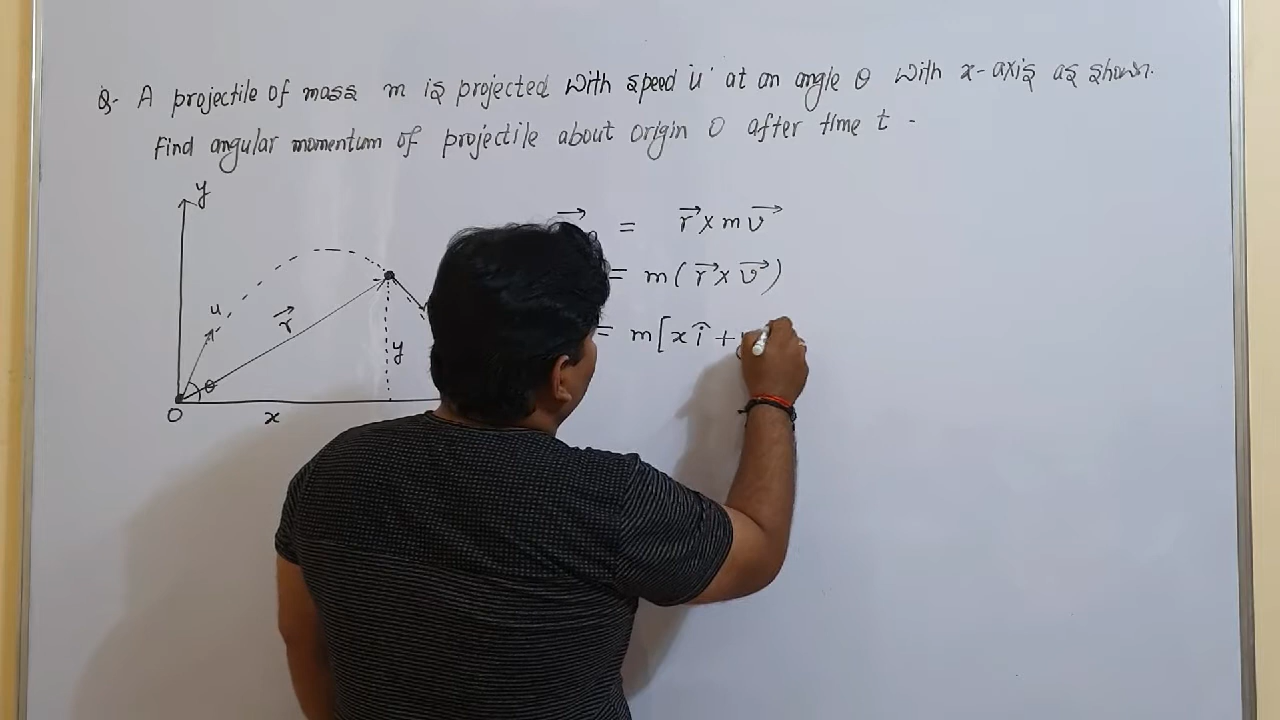 Q- A projectile of mass m is projected with speed 'u' at an angle θ with x-axis as shown.
Find angular momentum of projectile about origin O after time t -
y
= r⃗ × m v⃗
= m ( r⃗ × v⃗ )
u
r⃗
= m [ x î +
y
θ
O
x